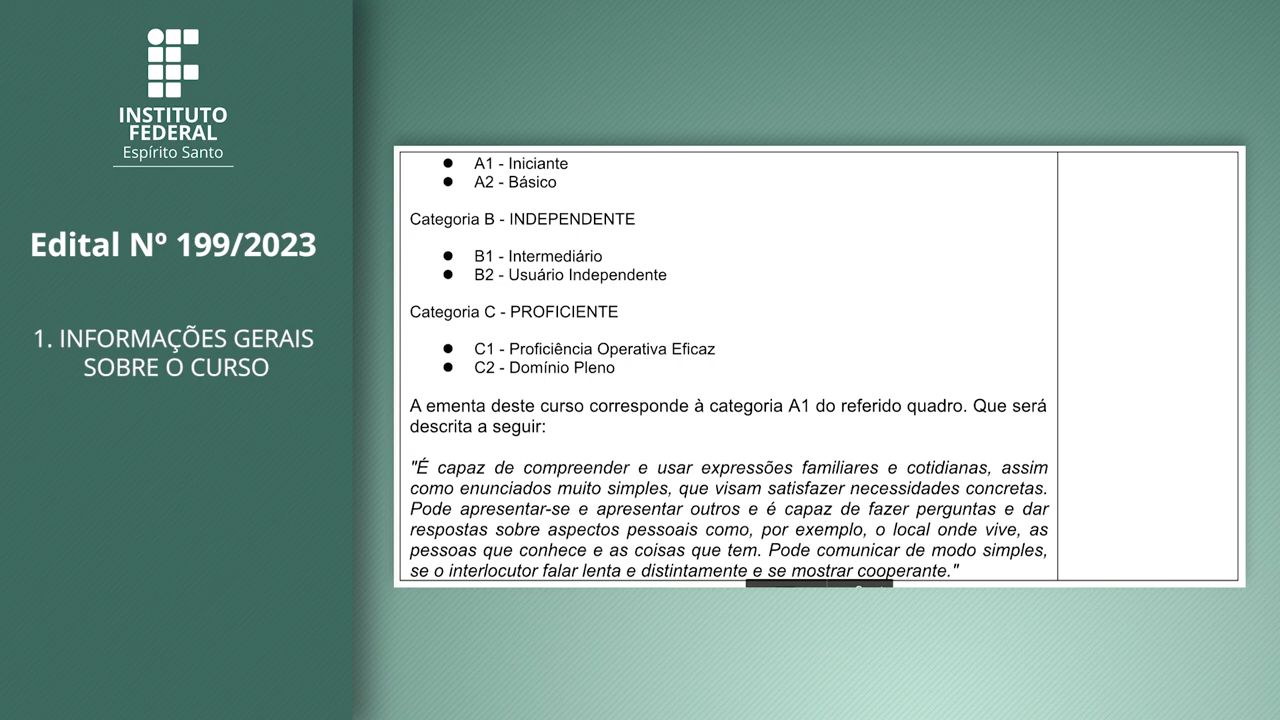 INSTITUTO
FEDERAL
Espírito Santo
Edital Nº 199/2023
1. INFORMAÇÕES GERAIS
SOBRE O CURSO
● A1 - Iniciante
● A2 - Básico
Categoria B - INDEPENDENTE
● B1 - Intermediário
● B2 - Usuário Independente
Categoria C - PROFICIENTE
● C1 - Proficiência Operativa Eficaz
● C2 - Domínio Pleno
A ementa deste curso corresponde à categoria A1 do referido quadro. Que será
descrita a seguir:
"É capaz de compreender e usar expressões familiares e cotidianas, assim
como enunciados muito simples, que visam satisfazer necessidades concretas.
Pode apresentar-se e apresentar outros e é capaz de fazer perguntas e dar
respostas sobre aspectos pessoais como, por exemplo, o local onde vive, as
pessoas que conhece e as coisas que tem. Pode comunicar de modo simples,
se o interlocutor falar lenta e distintamente e se mostrar cooperante."